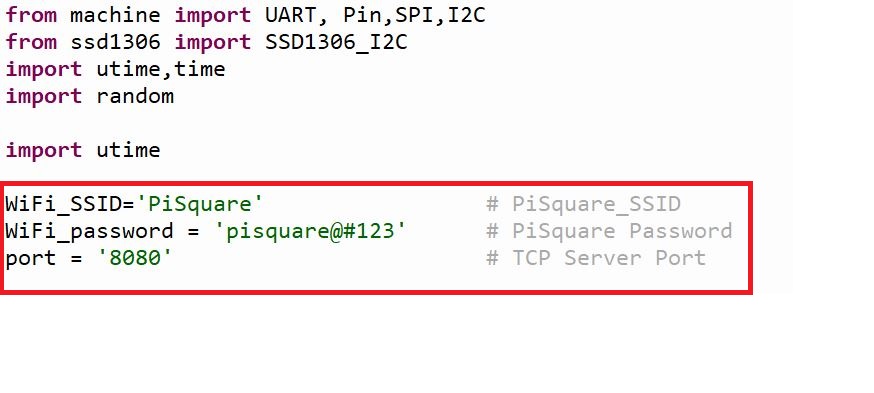 from machine import UART, Pin,SPI,I2C
from ssd1306 import SSD1306_I2C
import utime,time
import random
import utime
WiFi_SSID='PiSquare' # PiSquare_SSID
WiFi_password = 'pisquare@#123' # PiSquare Password
port = '8080' # TCP Server Port